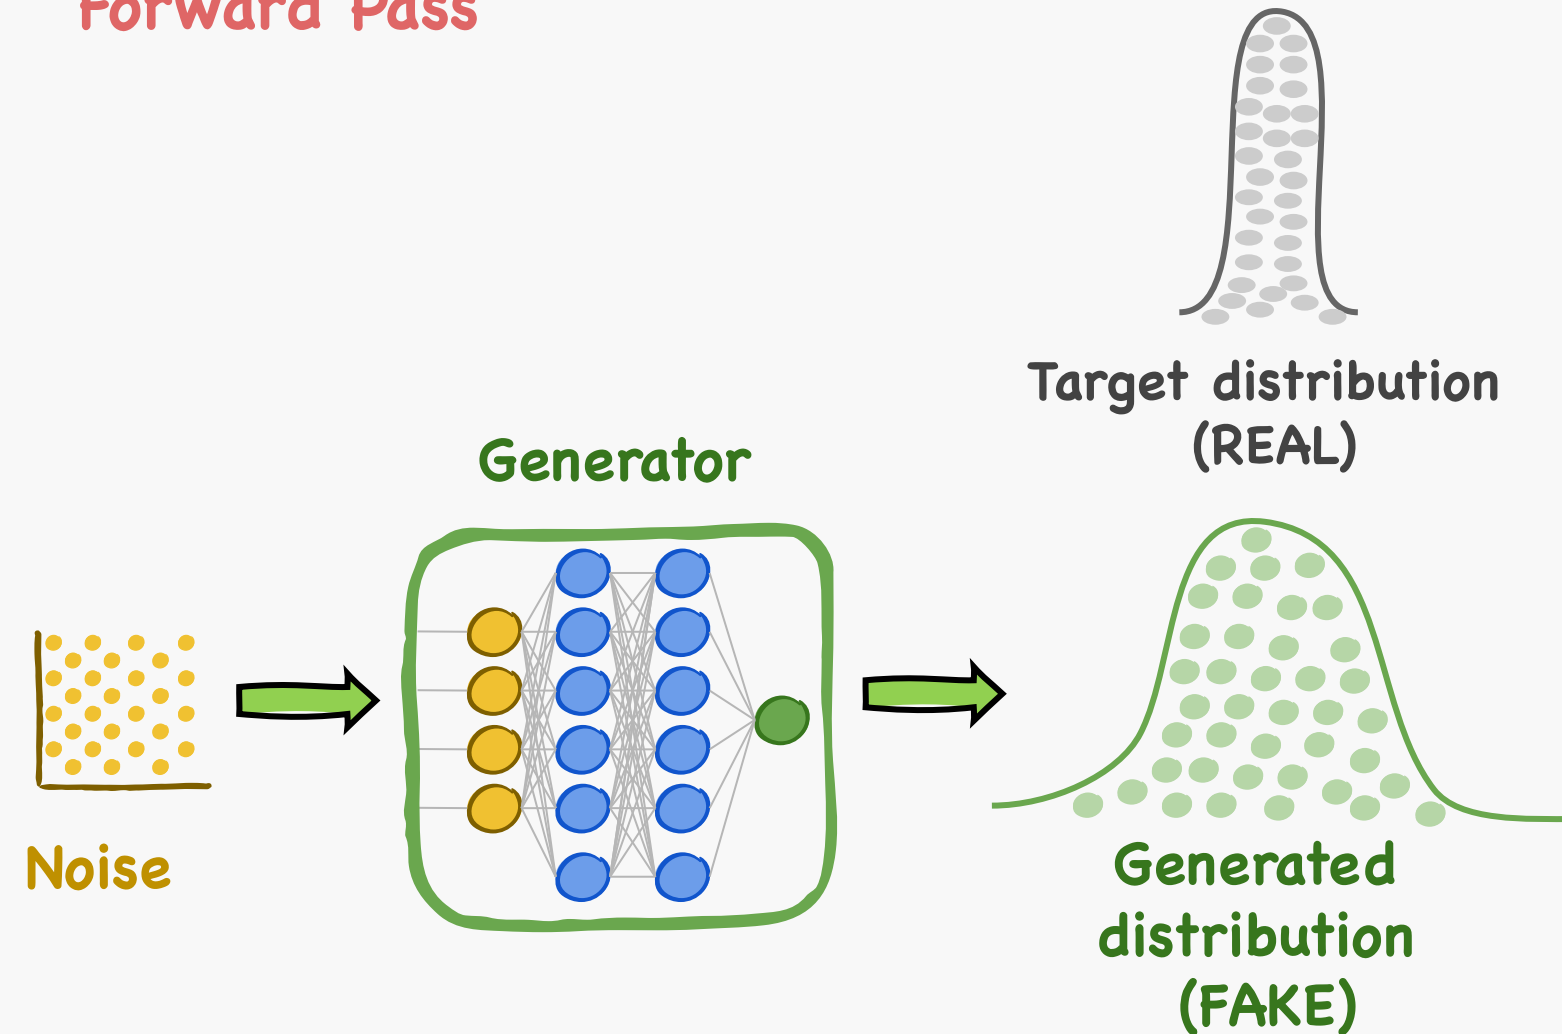 Forward Pass
Target distribution
(REAL)
Generator
Noise
Generated
distribution
(FAKE)